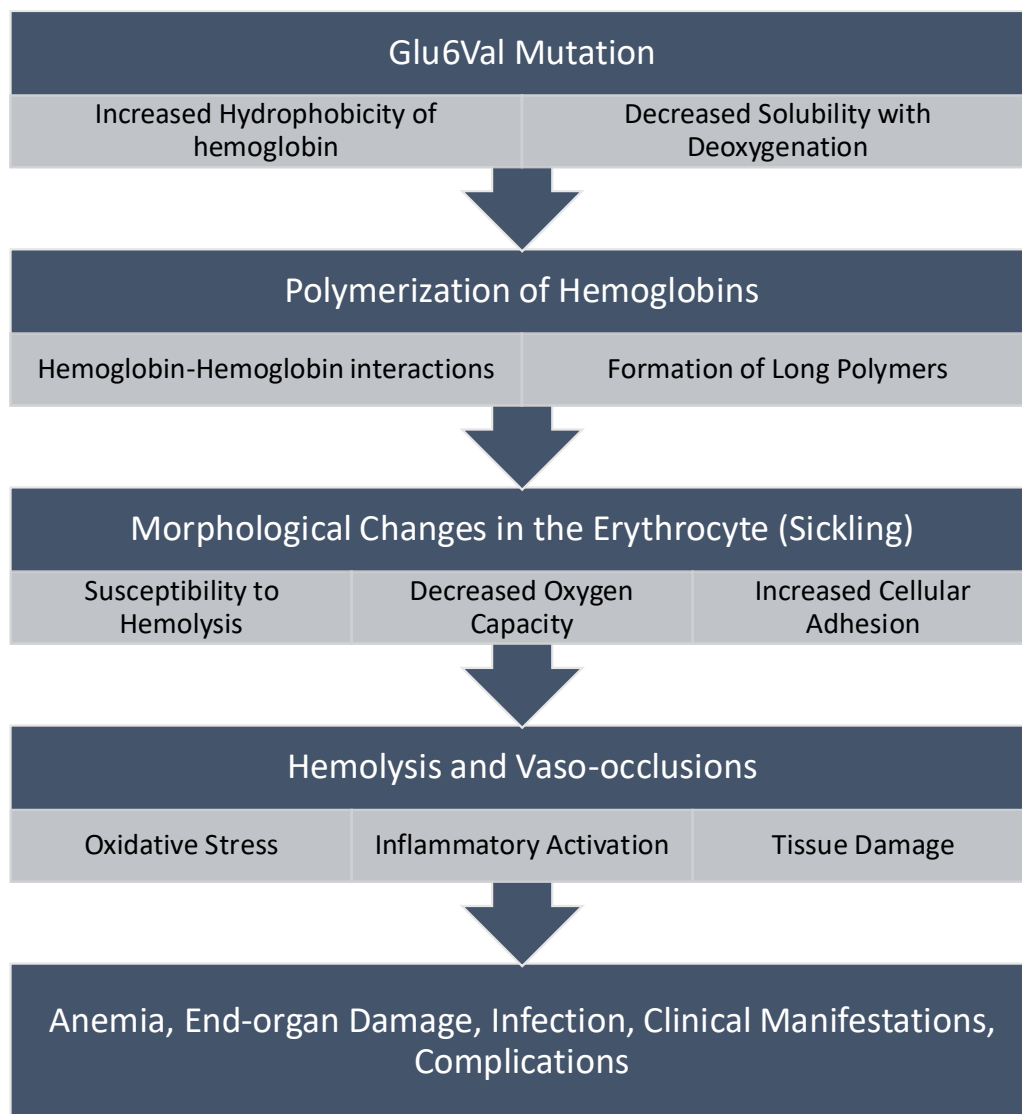 Glu6Val Mutation
Increased Hydrophobicity of
hemoglobin
Decreased Solubility with
Deoxygenation
Polymerization of Hemoglobins
Hemoglobin-Hemoglobin interactions
Formation of Long Polymers
Morphological Changes in the Erythrocyte (Sickling)
Susceptibility to
Hemolysis
Decreased Oxygen
Capacity
Increased Cellular
Adhesion
Hemolysis and Vaso-occlusions
Oxidative Stress
Inflammatory Activation
Tissue Damage
Anemia, End-organ Damage, Infection, Clinical Manifestations,
Complications